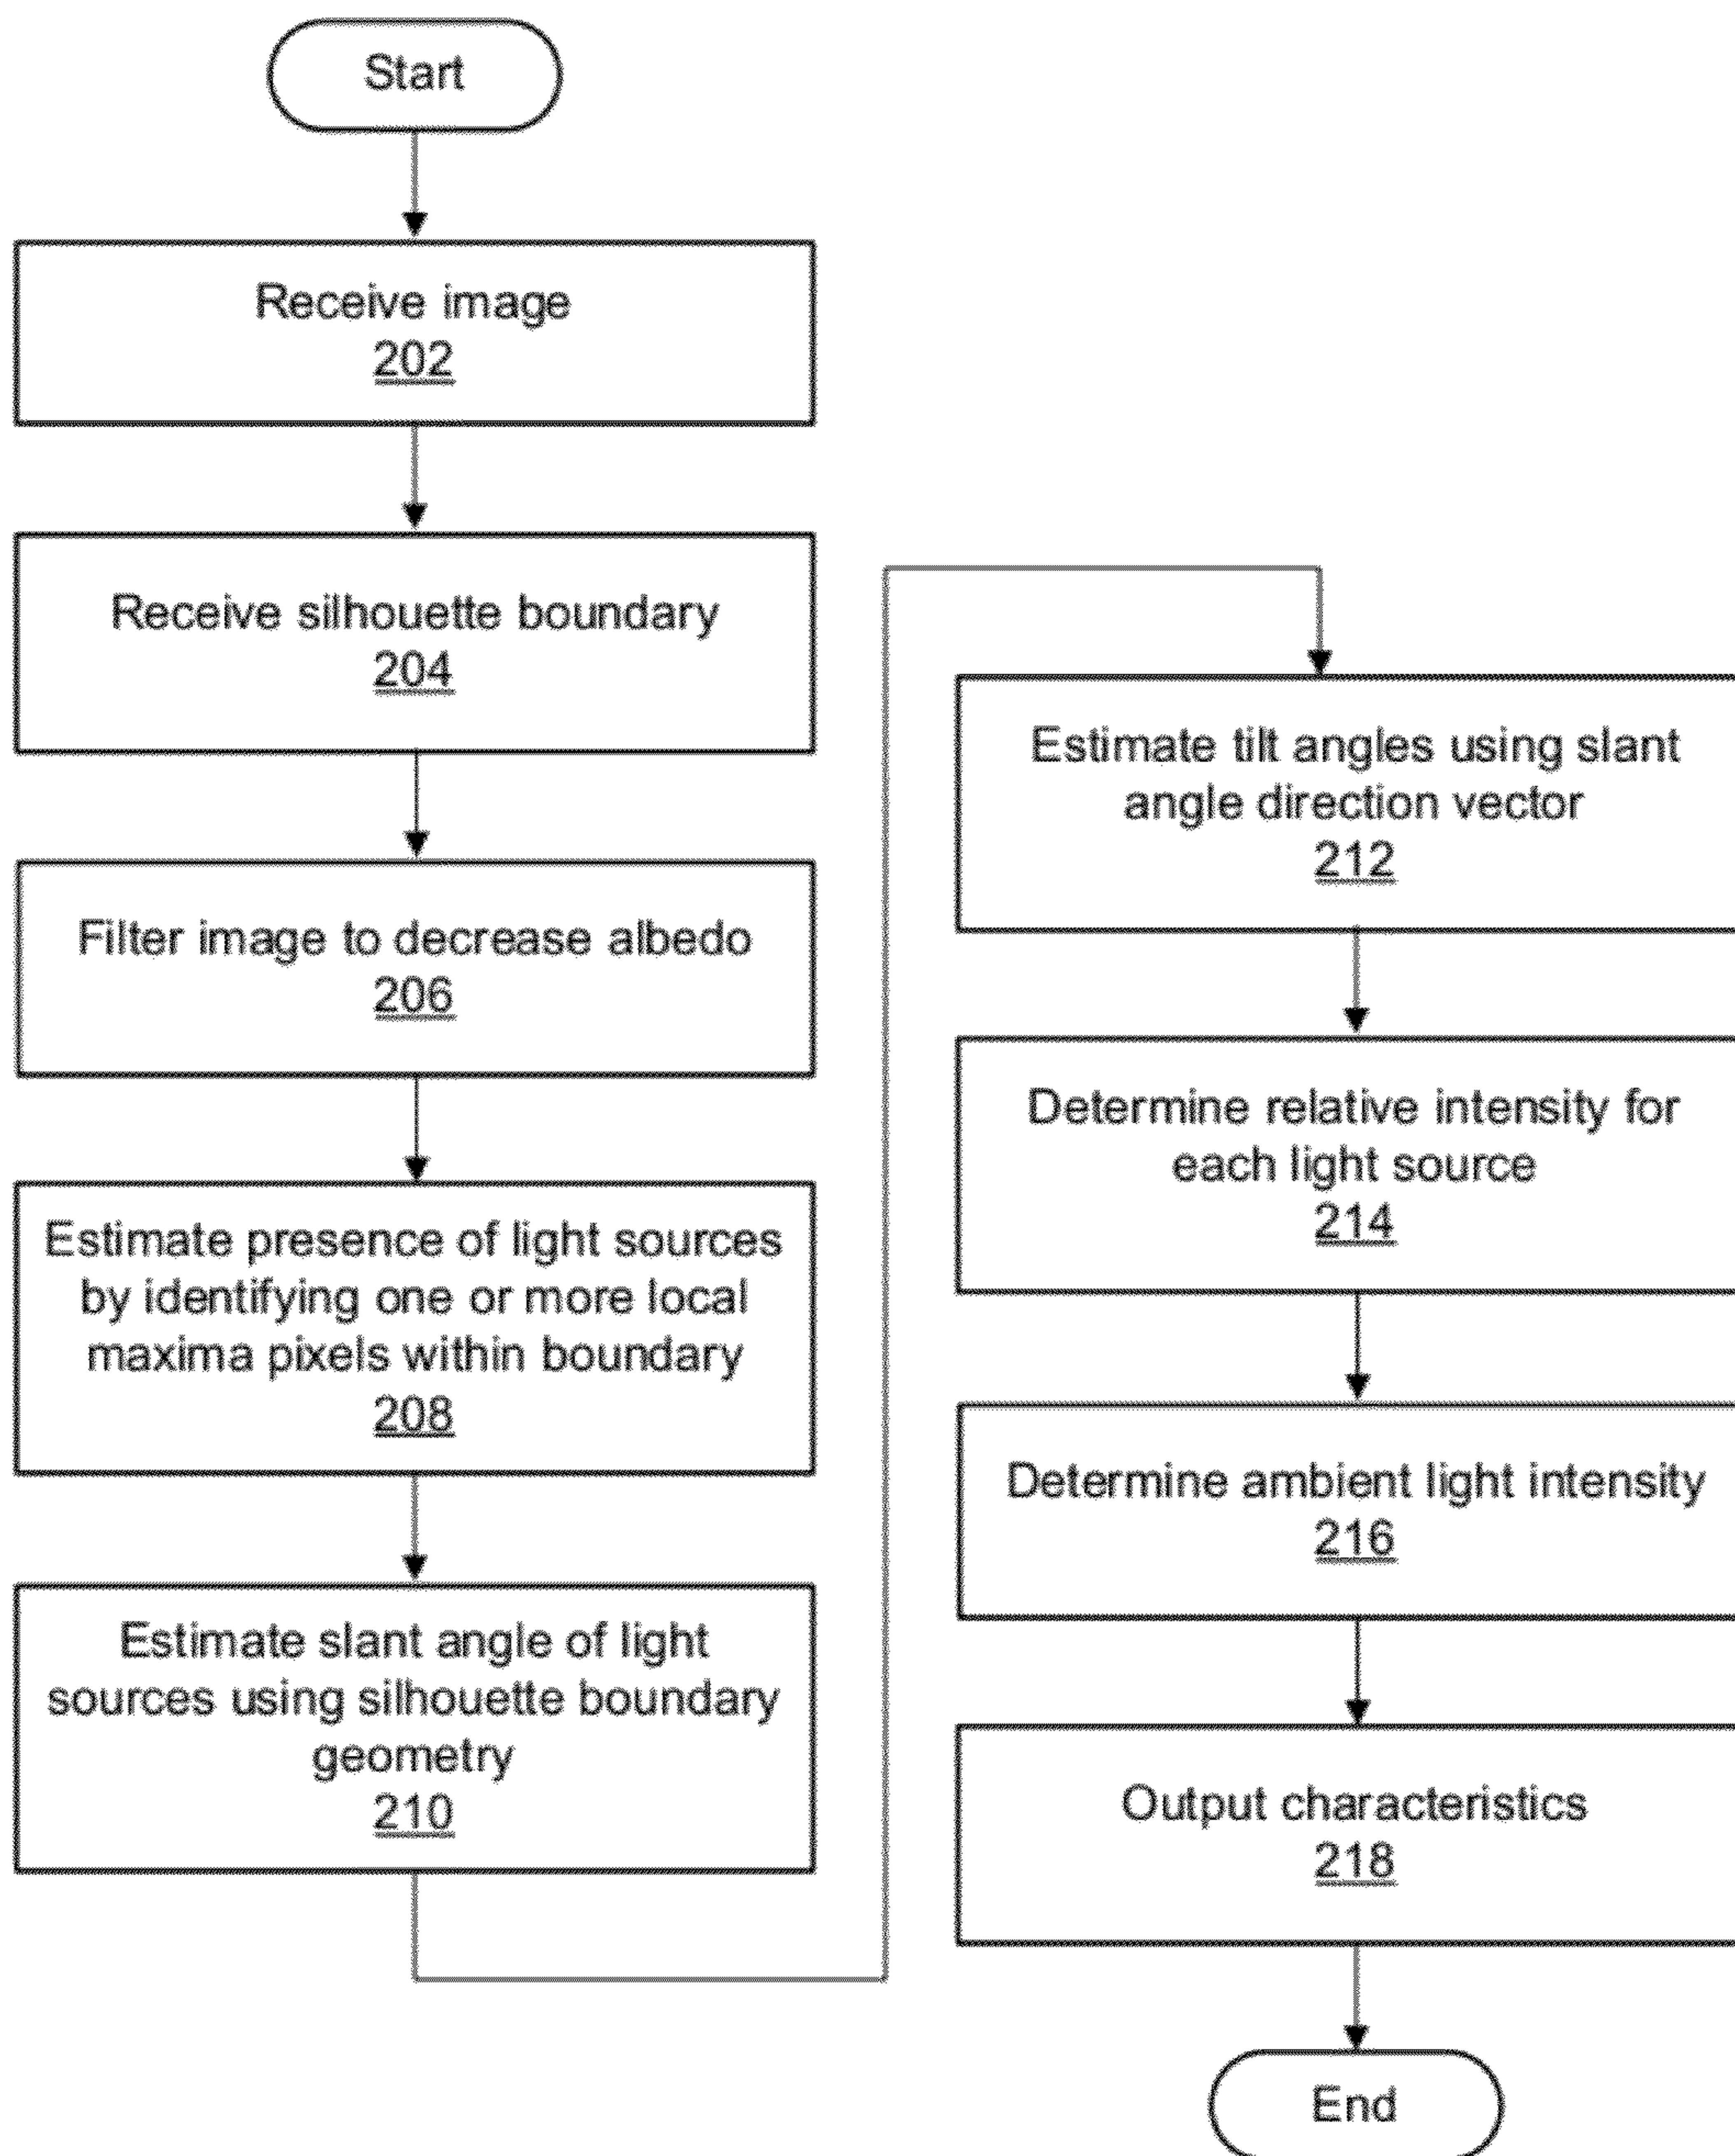 Start
Receive image
202
Receive silhouette boundary
204
Filter image to decrease albedo
206
Estimate presence of light sources
by identifying one or more local
maxima pixels within boundary
208
Estimate slant angle of light
sources using silhouette boundary
geometry
210
Estimate tilt angles using slant
angle direction vector
212
Determine relative intensity for
each light source
214
Determine ambient light intensity
216
Output characteristics
218
End